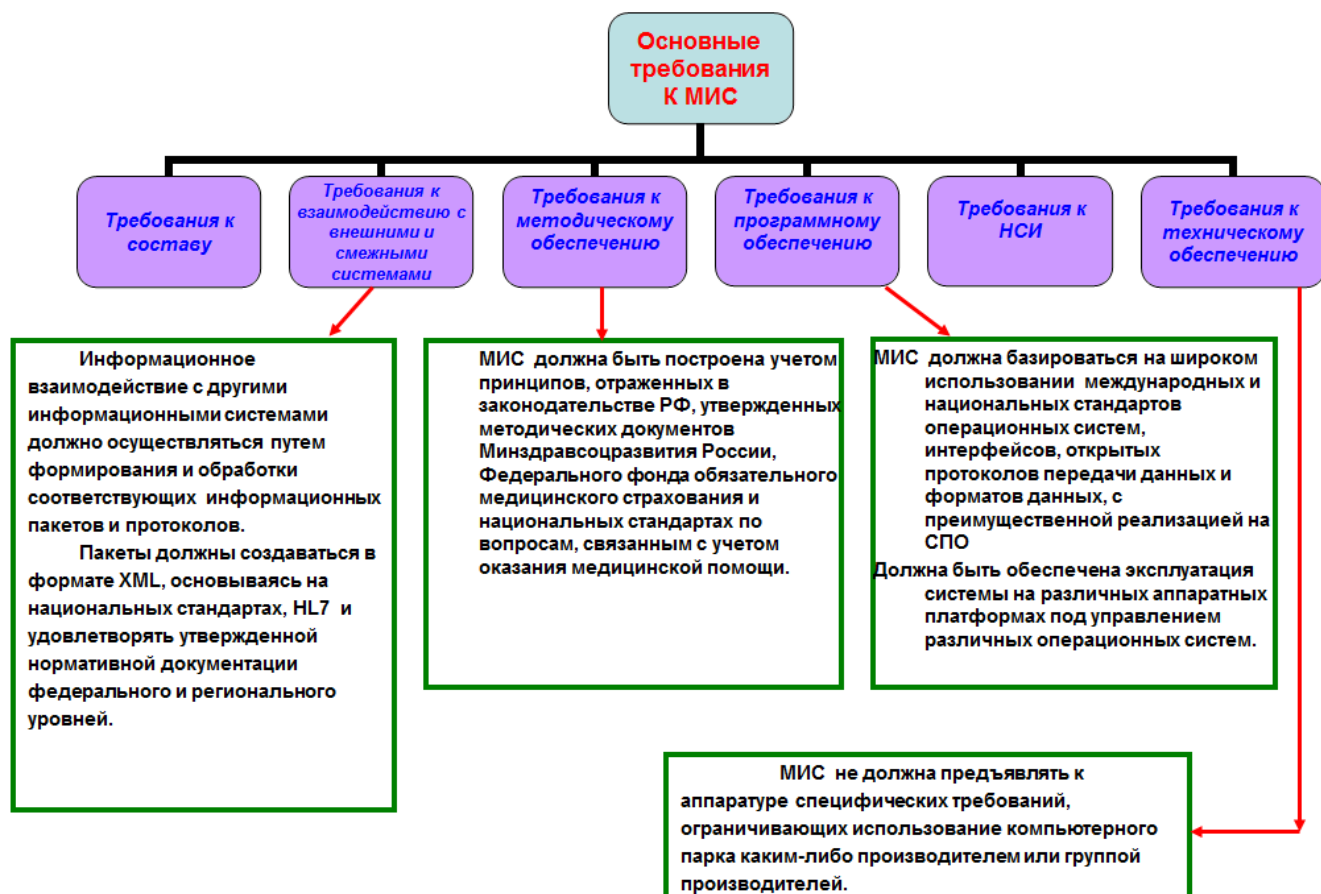 Основные
требования
К МИС
Требования к
составу
Требования к
взаимодействию с
внешними и
смежными
системами
Требования к
методическому
обеспечению
Требования к
программному
обеспечению
Требования к
НСИ
Требования к
техническому
обеспечению
Информационное
взаимодействие с другими
информационными системами
должно осуществляться путем
формирования и обработки
соответствующих информационных
пакетов и протоколов.
Пакеты должны создаваться в
формате XML, основываясь на
национальных стандартах, HL7 и
удовлетворять утвержденной
нормативной документации
федерального и регионального
уровней.
МИС должна быть построена учетом
принципов, отраженных в
законодательстве РФ, утвержденных
методических документов
Минздравсоцразвития России,
Федерального фонда обязательного
медицинского страхования и
национальных стандартах по
вопросам, связанным с учетом
оказания медицинской помощи.
МИС должна базироваться на широком
использовании международных и
национальных стандартов
операционных систем,
интерфейсов, открытых
протоколов передачи данных и
форматов данных, с
преимущественной реализацией на
СПО
Должна быть обеспечена эксплуатация
системы на различных аппаратных
платформах под управлением
различных операционных систем.
МИС не должна предъявлять к
аппаратуре специфических требований,
ограничивающих использование компьютерного
парка каким-либо производителем или группой
производителей.